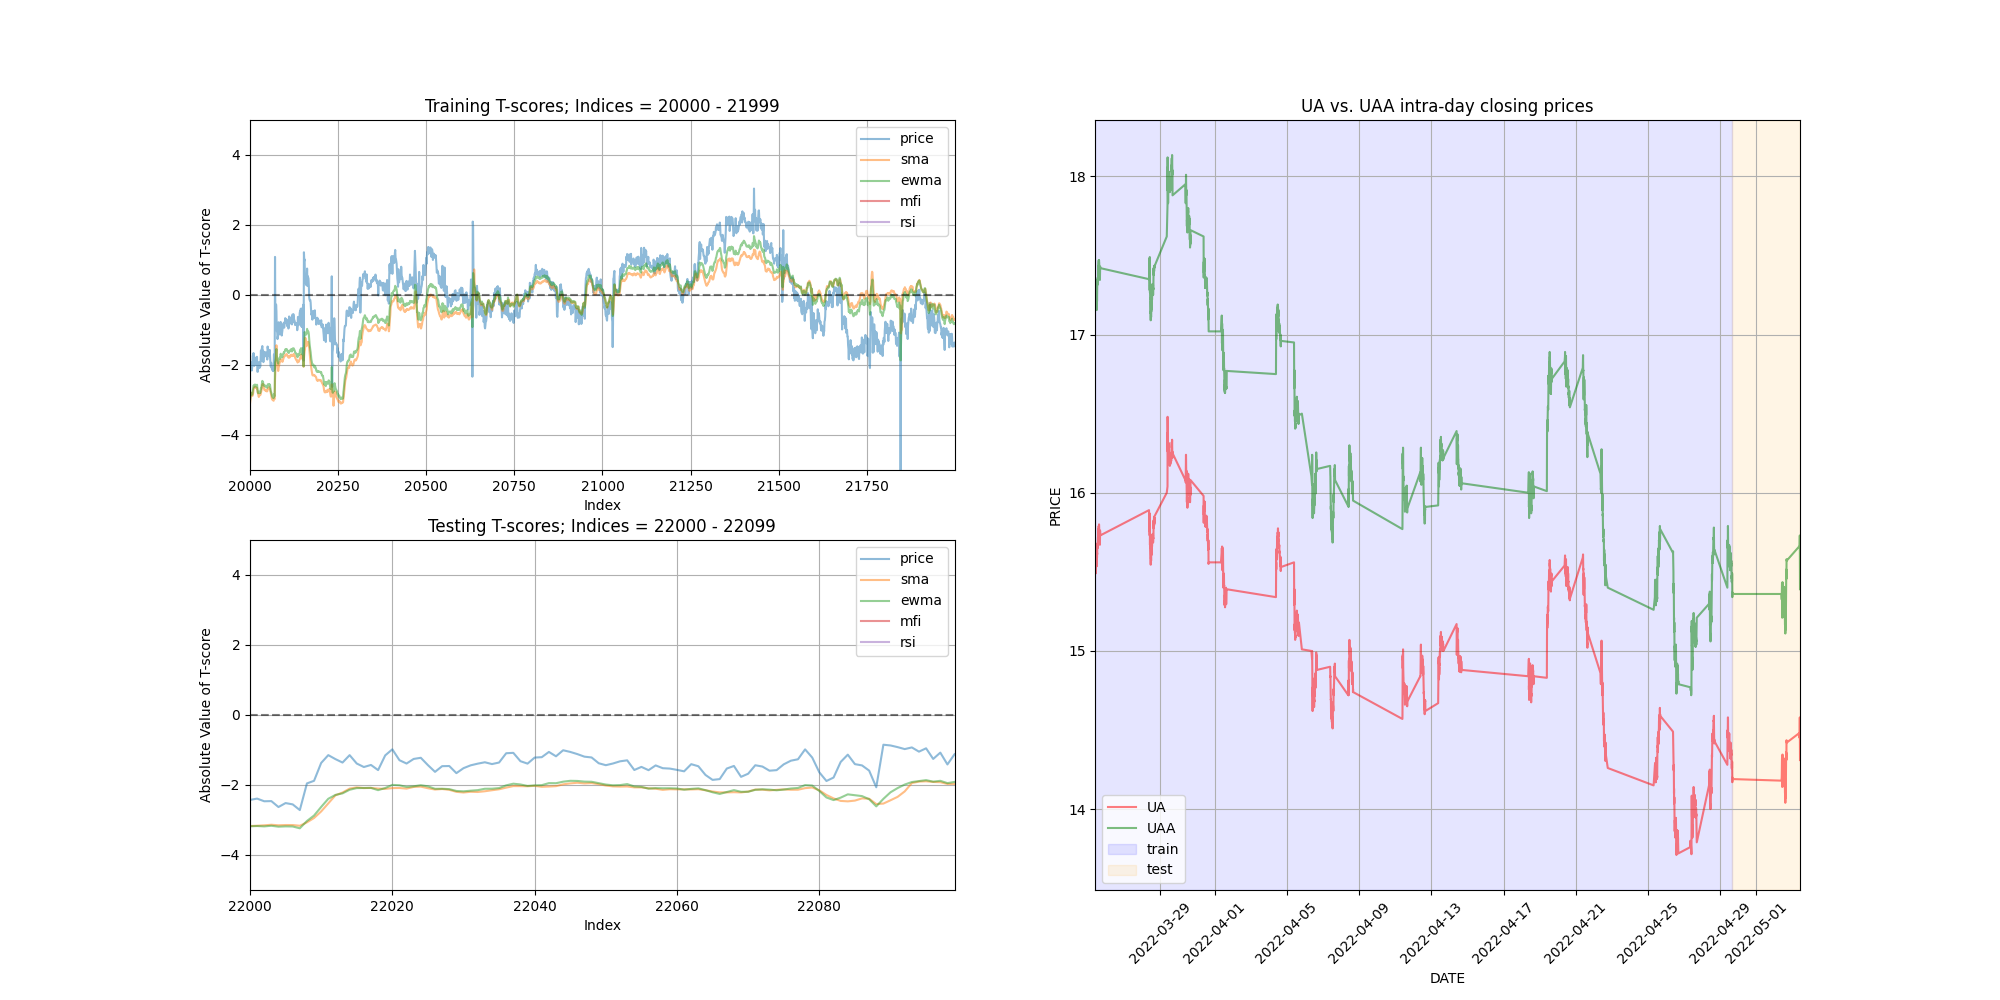 Training T-scores; Indices = 20000 - 21999
Absolute Value of T-score
4
2
0
−2
−4
price
sma
ewma
mfi
rsi
20000 20250 20500 20750 21000 21250 21500 21750
Index
Testing T-scores; Indices = 22000 - 22099
Absolute Value of T-score
4
2
0
−2
−4
price
sma
ewma
mfi
rsi
22000 22020 22040 22060 22080
Index
UA vs. UAA intra-day closing prices
PRICE
18
17
16
15
14
UA
UAA
train
test
2022-03-29 2022-04-01 2022-04-05 2022-04-09 2022-04-13 2022-04-17 2022-04-21 2022-04-25 2022-04-29 2022-05-01
DATE